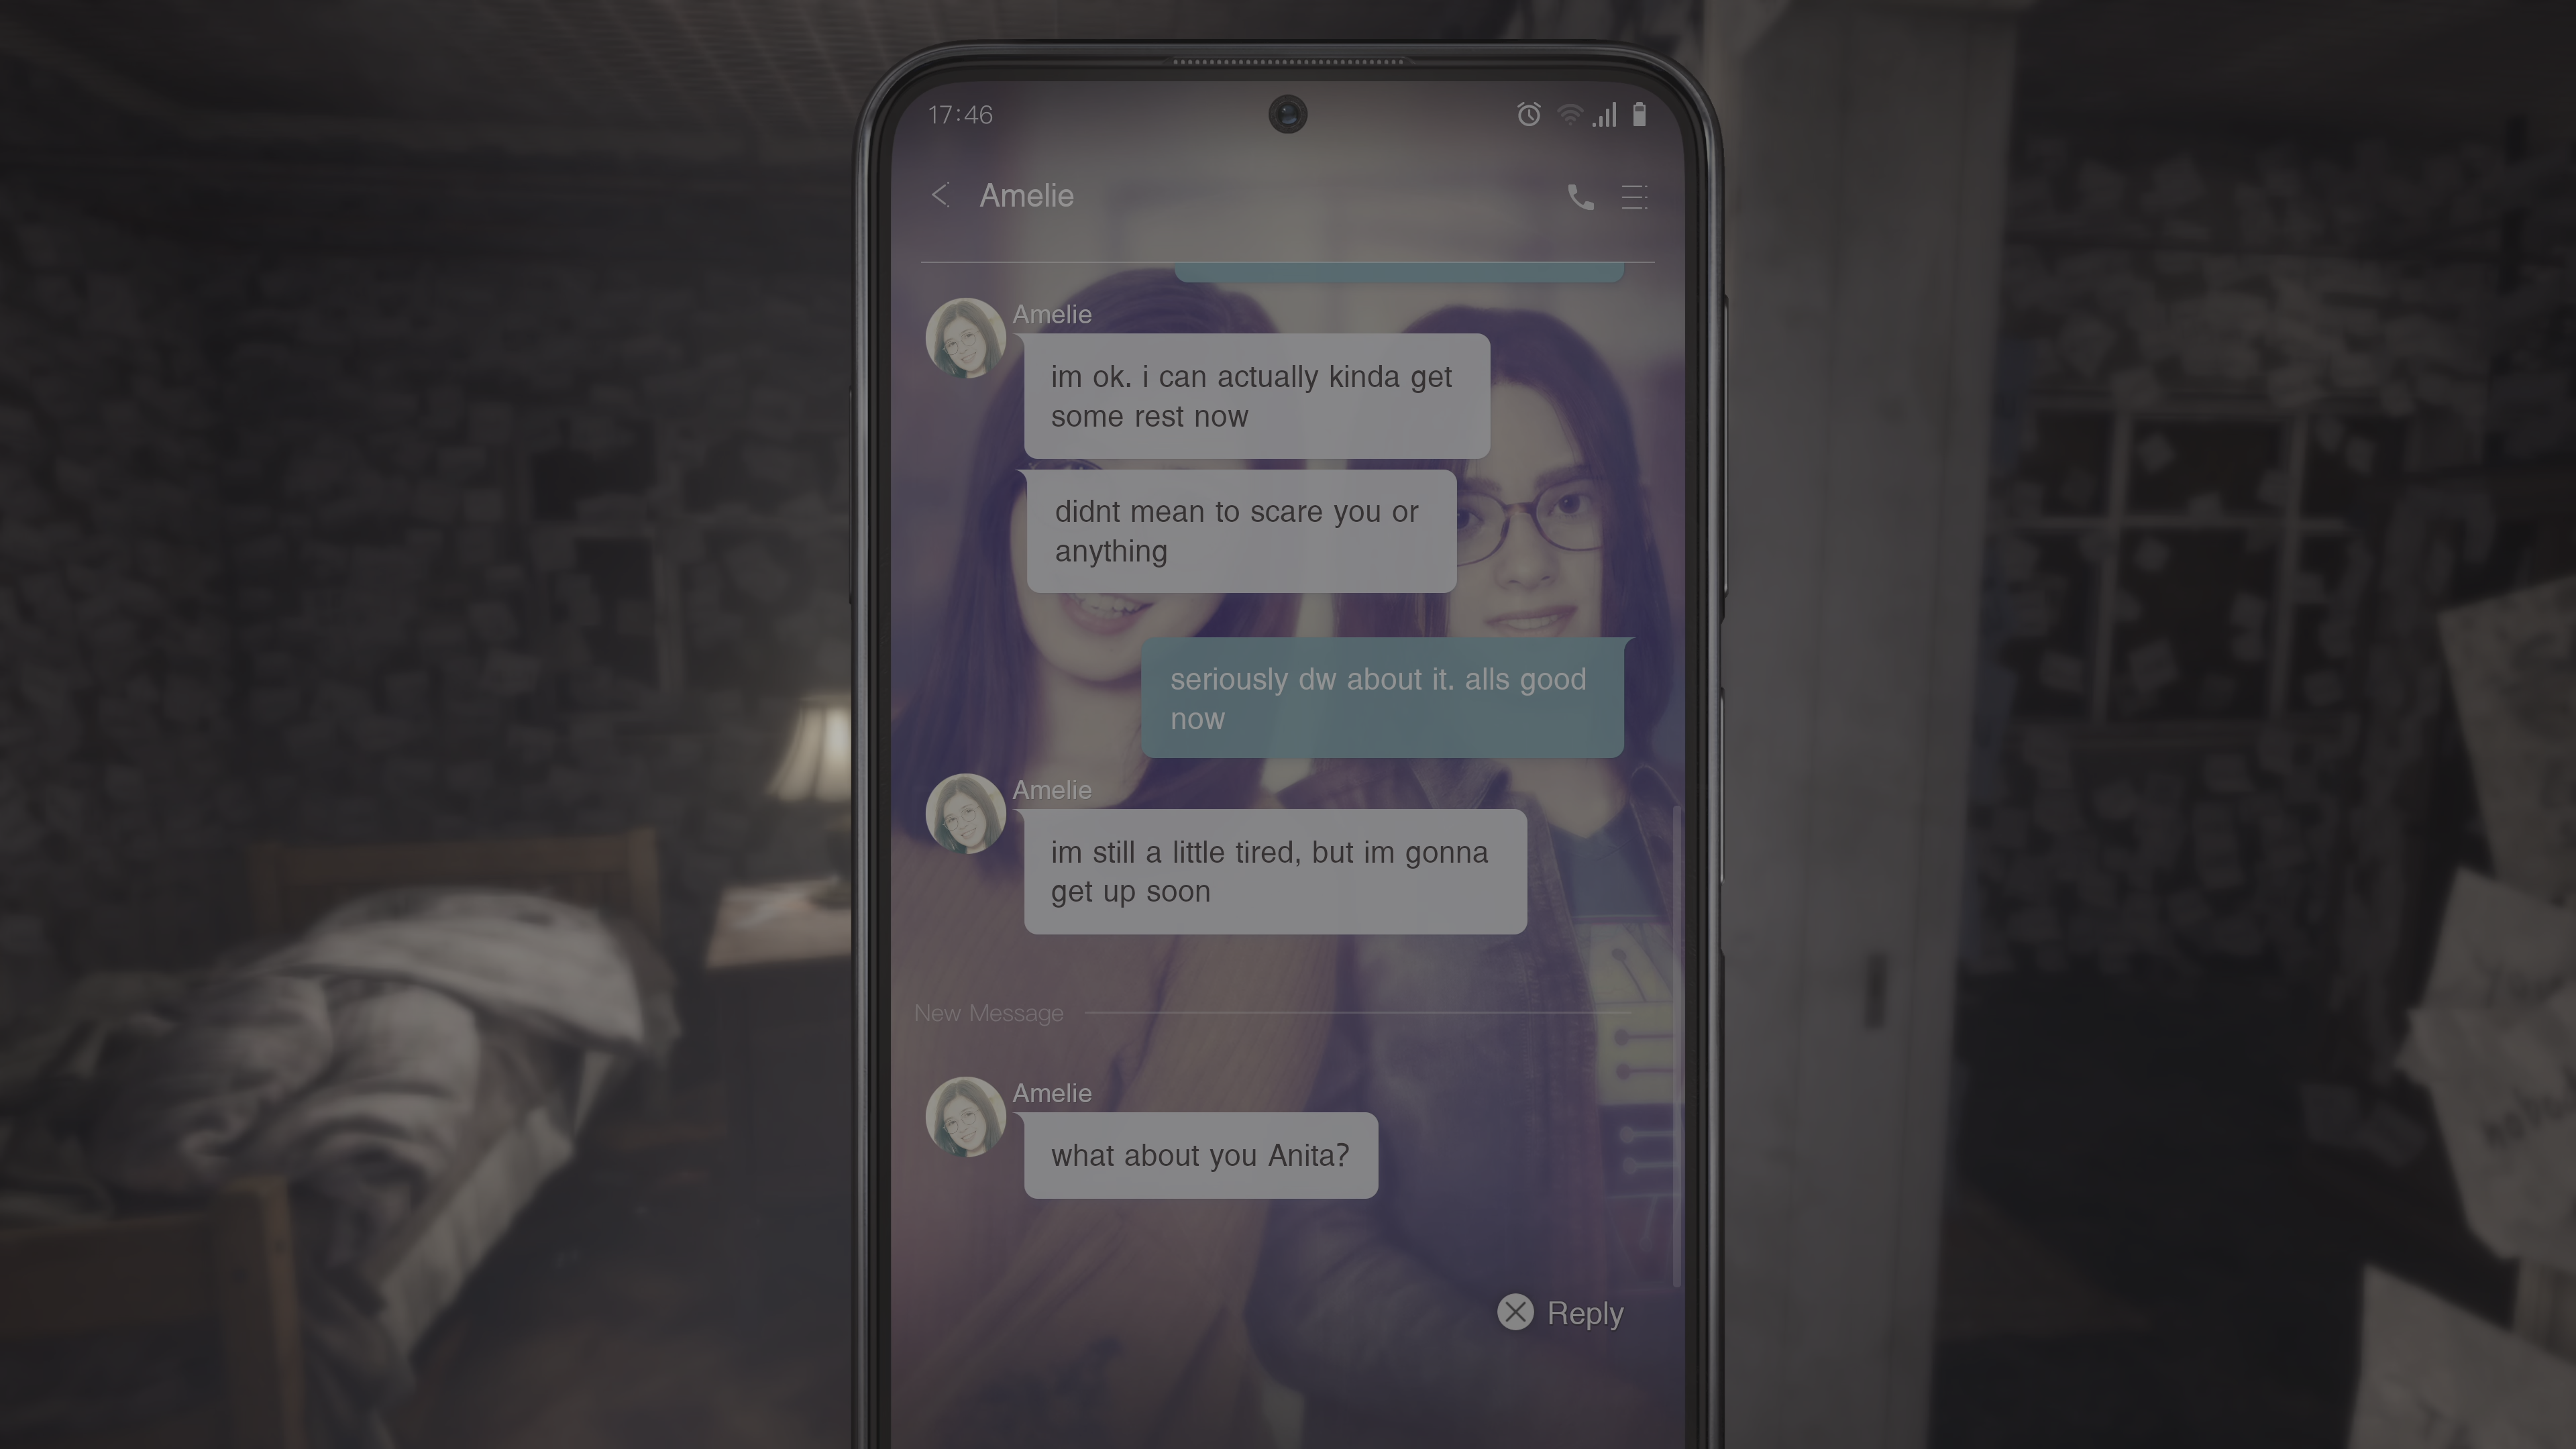 17:46
Amelie
Amelie
im ok. i can actually kinda get
some rest now
didnt mean to scare you or
anything
seriously dw about it. alls good
now
Amelie
im still a little tired, but im gonna
get up soon
New Message
Amelie
what about you Anita?
Reply